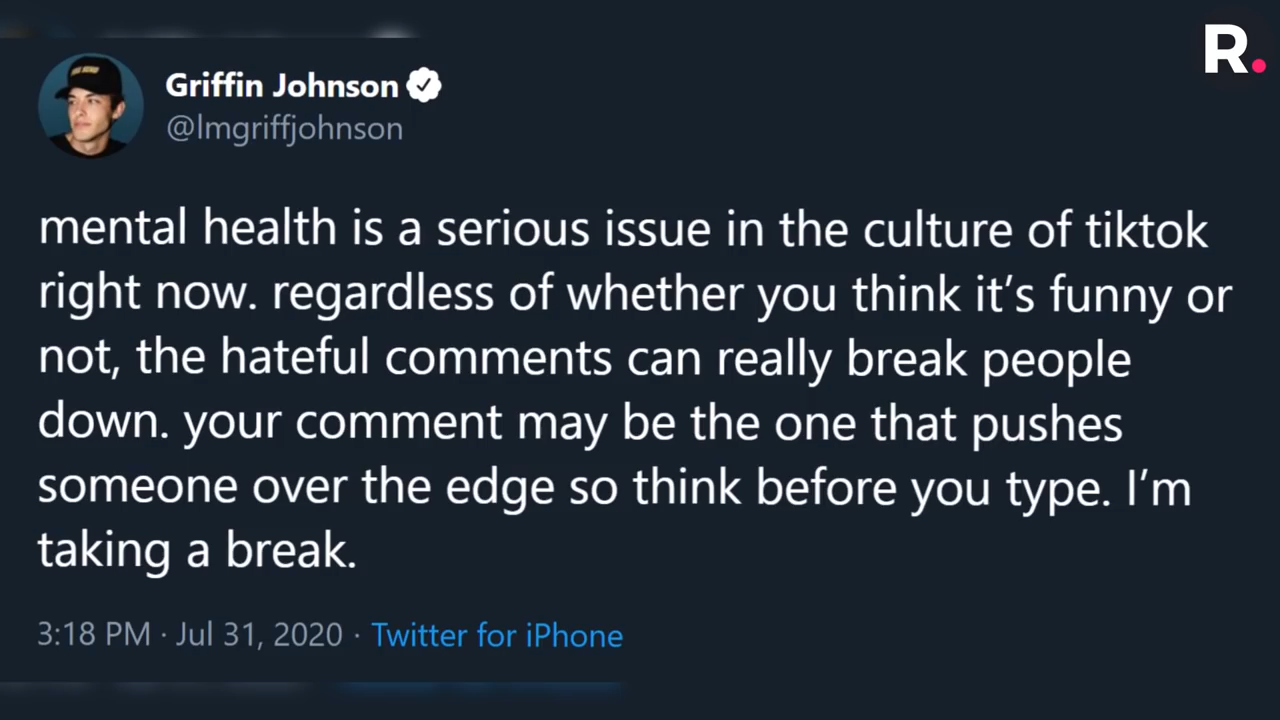 R.
Griffin Johnson
@lmgriffjohnson
mental health is a serious issue in the culture of tiktok
right now. regardless of whether you think it’s funny or
not, the hateful comments can really break people
down. your comment may be the one that pushes
someone over the edge so think before you type. I’m
taking a break.
3:18 PM · Jul 31, 2020 · Twitter for iPhone